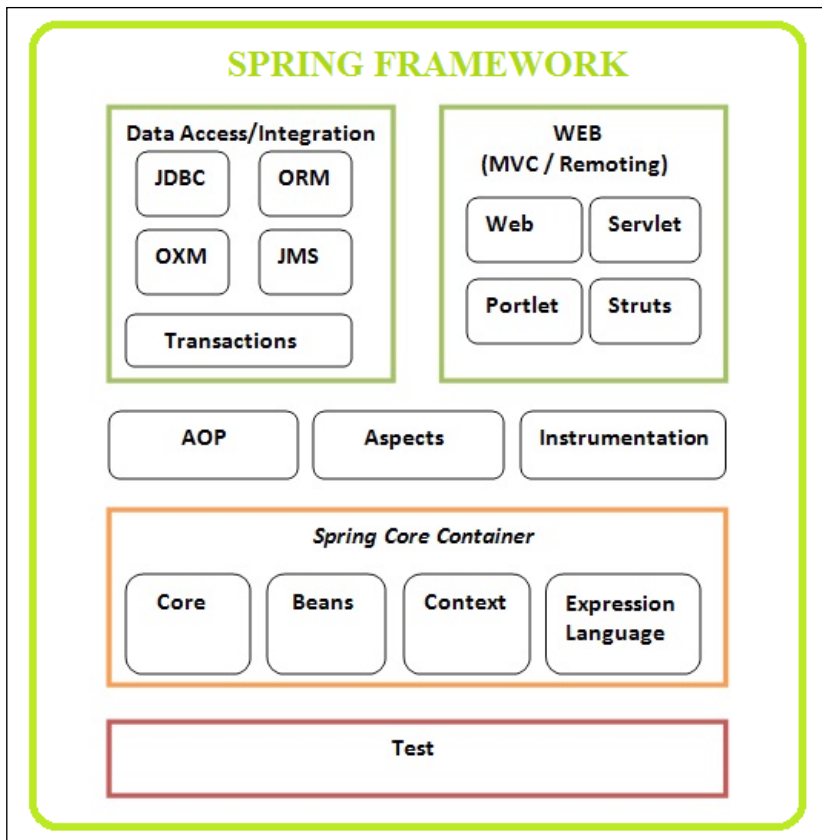 SPRING FRAMEWORK
Data Access/Integration
JDBC
ORM
OXM
JMS
Transactions
WEB
(MVC / Remoting)
Web
Servlet
Portlet
Struts
AOP
Aspects
Instrumentation
Spring Core Container
Core
Beans
Context
Expression
Language
Test